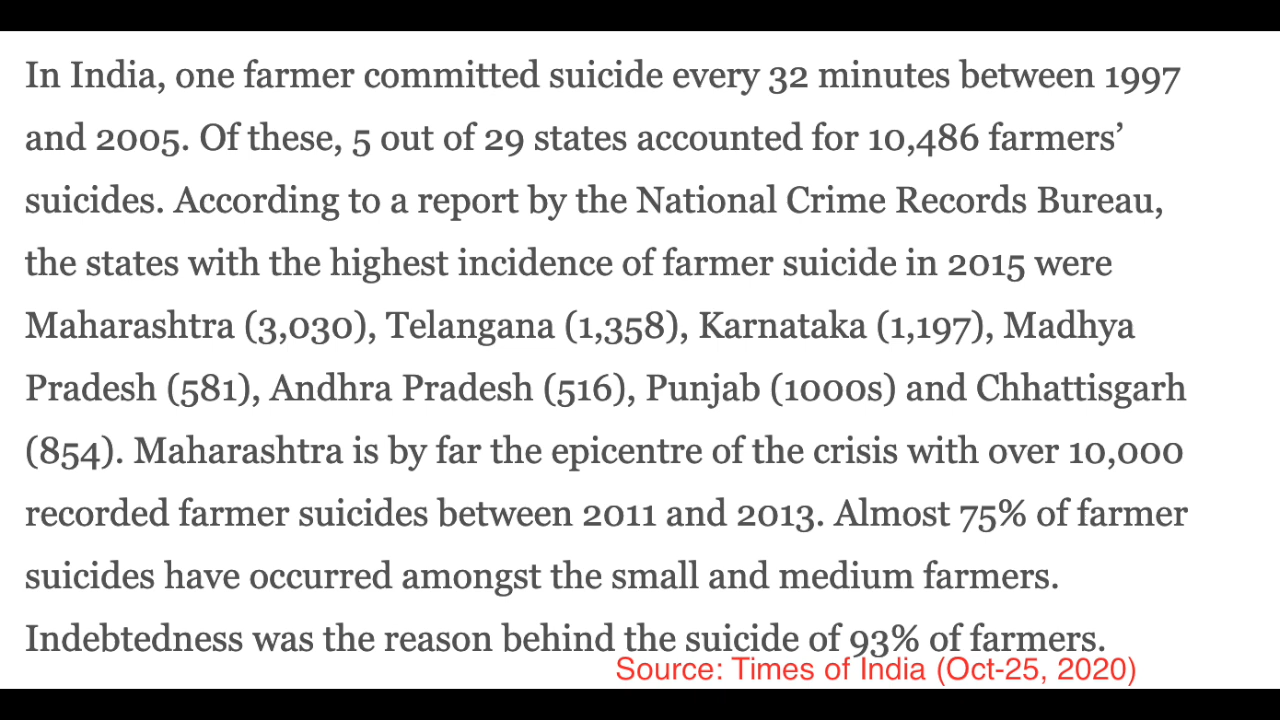 In India, one farmer committed suicide every 32 minutes between 1997
and 2005. Of these, 5 out of 29 states accounted for 10,486 farmers’
suicides. According to a report by the National Crime Records Bureau,
the states with the highest incidence of farmer suicide in 2015 were
Maharashtra (3,030), Telangana (1,358), Karnataka (1,197), Madhya
Pradesh (581), Andhra Pradesh (516), Punjab (1000s) and Chhattisgarh
(854). Maharashtra is by far the epicentre of the crisis with over 10,000
recorded farmer suicides between 2011 and 2013. Almost 75% of farmer
suicides have occurred amongst the small and medium farmers.
Indebtedness was the reason behind the suicide of 93% of farmers.
Source: Times of India (Oct-25, 2020)